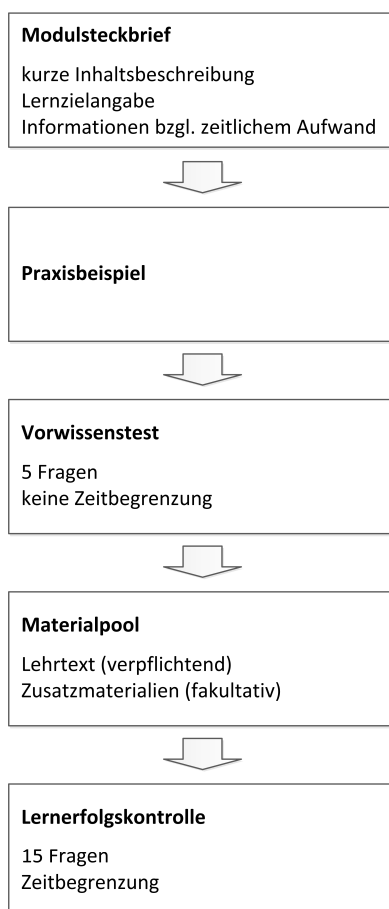 Modulsteckbrief
kurze Inhaltsbeschreibung
Lernzielangabe
Informationen bzgl. zeitlichem Aufwand
Praxisbeispiel
Vorwissenstest
5 Fragen
keine Zeitbegrenzung
Materialpool
Lehrtext (verpflichtend)
Zusatzmaterialien (fakultativ)
Lernerfolgskontrolle
15 Fragen
Zeitbegrenzung